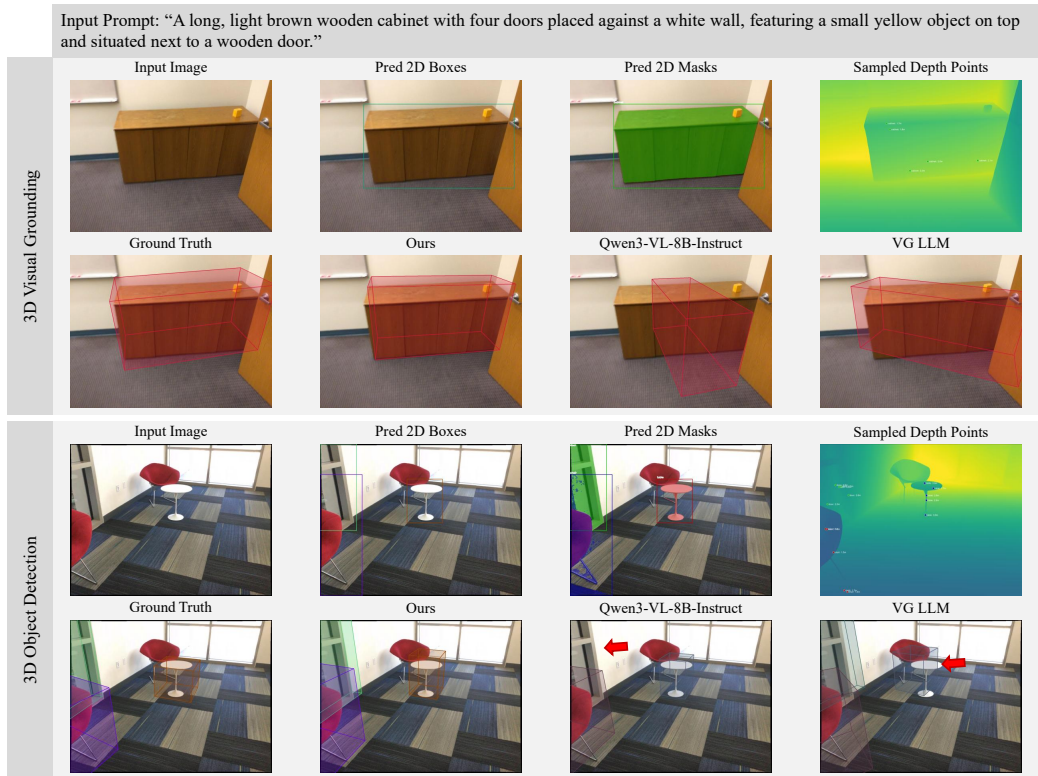 Input Prompt: “A long, light brown wooden cabinet with four doors placed against a white wall, featuring a small yellow object on top
and situated next to a wooden door.”
3D Visual Grounding
Input Image
Pred 2D Boxes
Pred 2D Masks
Sampled Depth Points
Ground Truth
Ours
Qwen3-VL-8B-Instruct
VG LLM
3D Object Detection
Input Image
Pred 2D Boxes
Pred 2D Masks
Sampled Depth Points
Ground Truth
Ours
Qwen3-VL-8B-Instruct
VG LLM